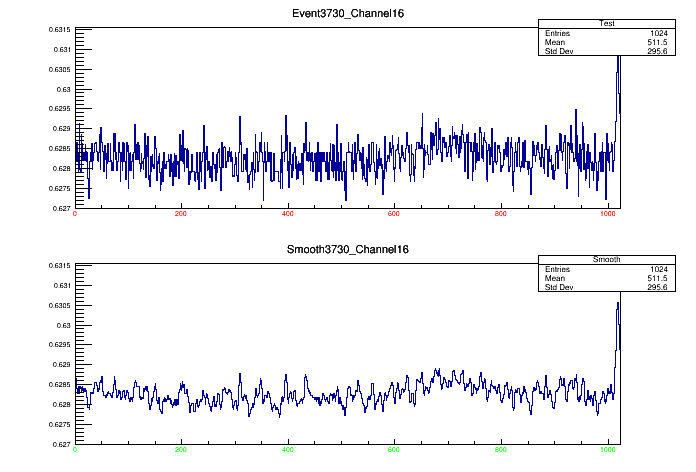 Event3730_Channel16
Test
Entries 1024
Mean 511.5
Std Dev 295.6
0.6315
0.631
0.6305
0.63
0.6295
0.629
0.6285
0.628
0.6275
0.627
0 200 400 600 800 1000
Smooth3730_Channel16
Smooth
Entries 1024
Mean 511.5
Std Dev 295.6
0.6315
0.631
0.6305
0.63
0.6295
0.629
0.6285
0.628
0.6275
0.627
0 200 400 600 800 1000